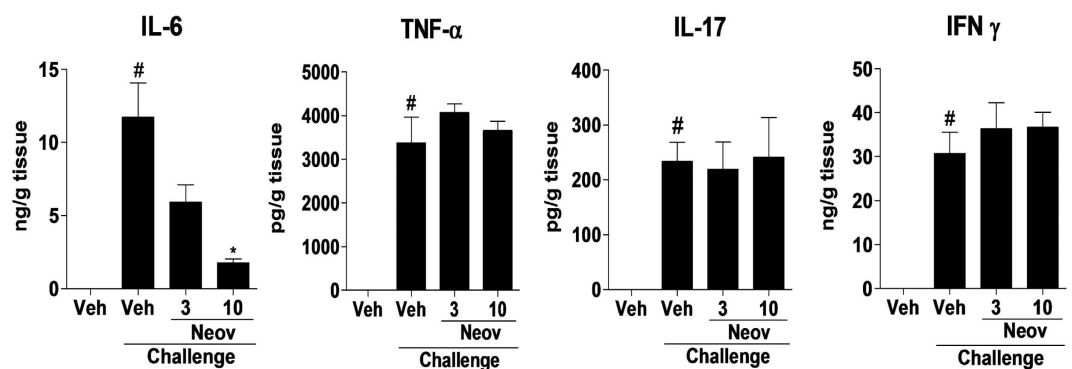 IL-6
ng/g tissue
15
10
5
0
#
*
Veh Veh 3 10
Neov
Challenge
TNF-α
pg/g tissue
5000
4000
3000
2000
1000
0
#
Veh Veh 3 10
Neov
Challenge
IL-17
pg/g tissue
400
300
200
100
0
#
Veh Veh 3 10
Neov
Challenge
IFN γ
ng/g tissue
50
40
30
20
10
0
#
Veh Veh 3 10
Neov
Challenge